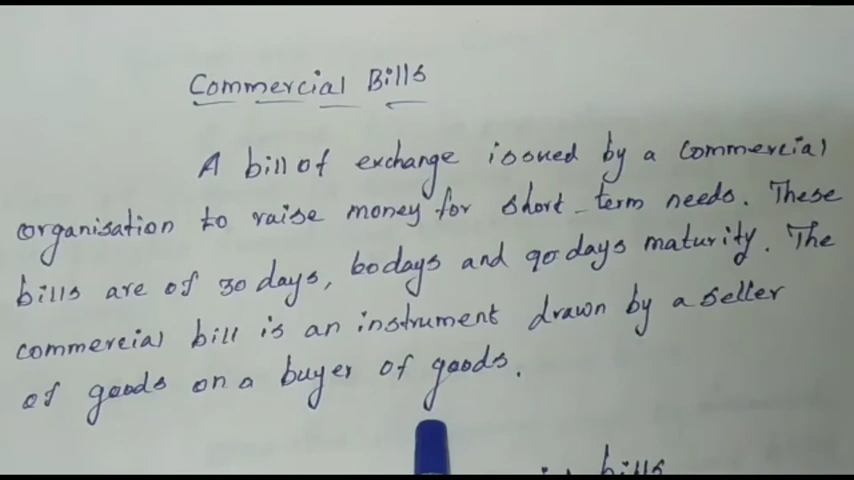 Commercial Bills
A bill of exchange issued by a commercial
organisation to raise money for short-term needs. These
bills are of 30 days, 60days and 90 days maturity. The
commercial bill is an instrument drawn by a seller
of goods on a buyer of goods.
bills